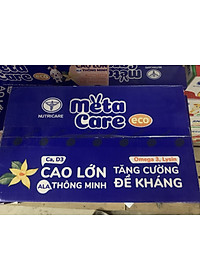 NUTRICARE
Meta Care eco
Ca, D3
CAO LỚN
ALA THÔNG MINH
Omega 3, Lysin
TĂNG CƯỜNG
ĐỀ KHÁNG